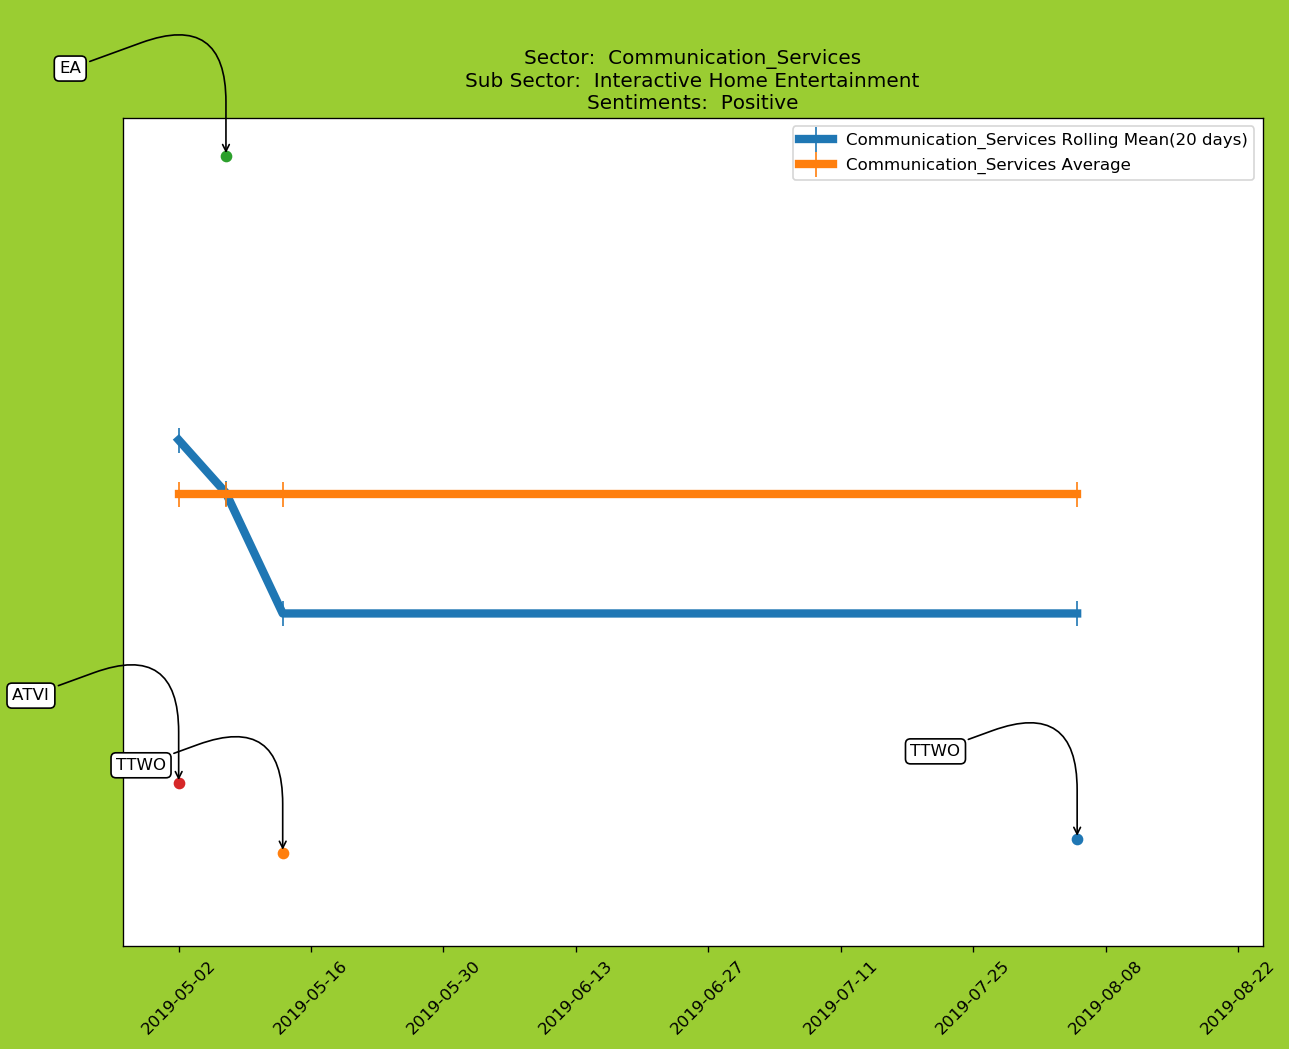 EA
Sector:  Communication_Services
Sub Sector:  Interactive Home Entertainment
Sentiments:  Positive
Communication_Services Rolling Mean(20 days)
Communication_Services Average
ATVI
TTWO
TTWO
2019-05-02
2019-05-16
2019-05-30
2019-06-13
2019-06-27
2019-07-11
2019-07-25
2019-08-08
2019-08-22